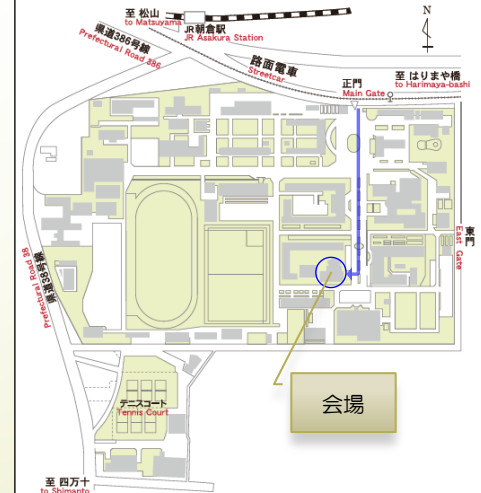 至 松山
to Matsuyama
JR朝倉駅
JR Asakura Station
N
県道386号線
Prefectural Road 386
路面電車
Streetcar
正門
Main Gate
至 はりまや橋
to Harimaya-bashi
東門
East Gate
県道38号線
Prefectural Road 38
会場
テニスコート
Tennis Court
至 四万十
to Shimanto